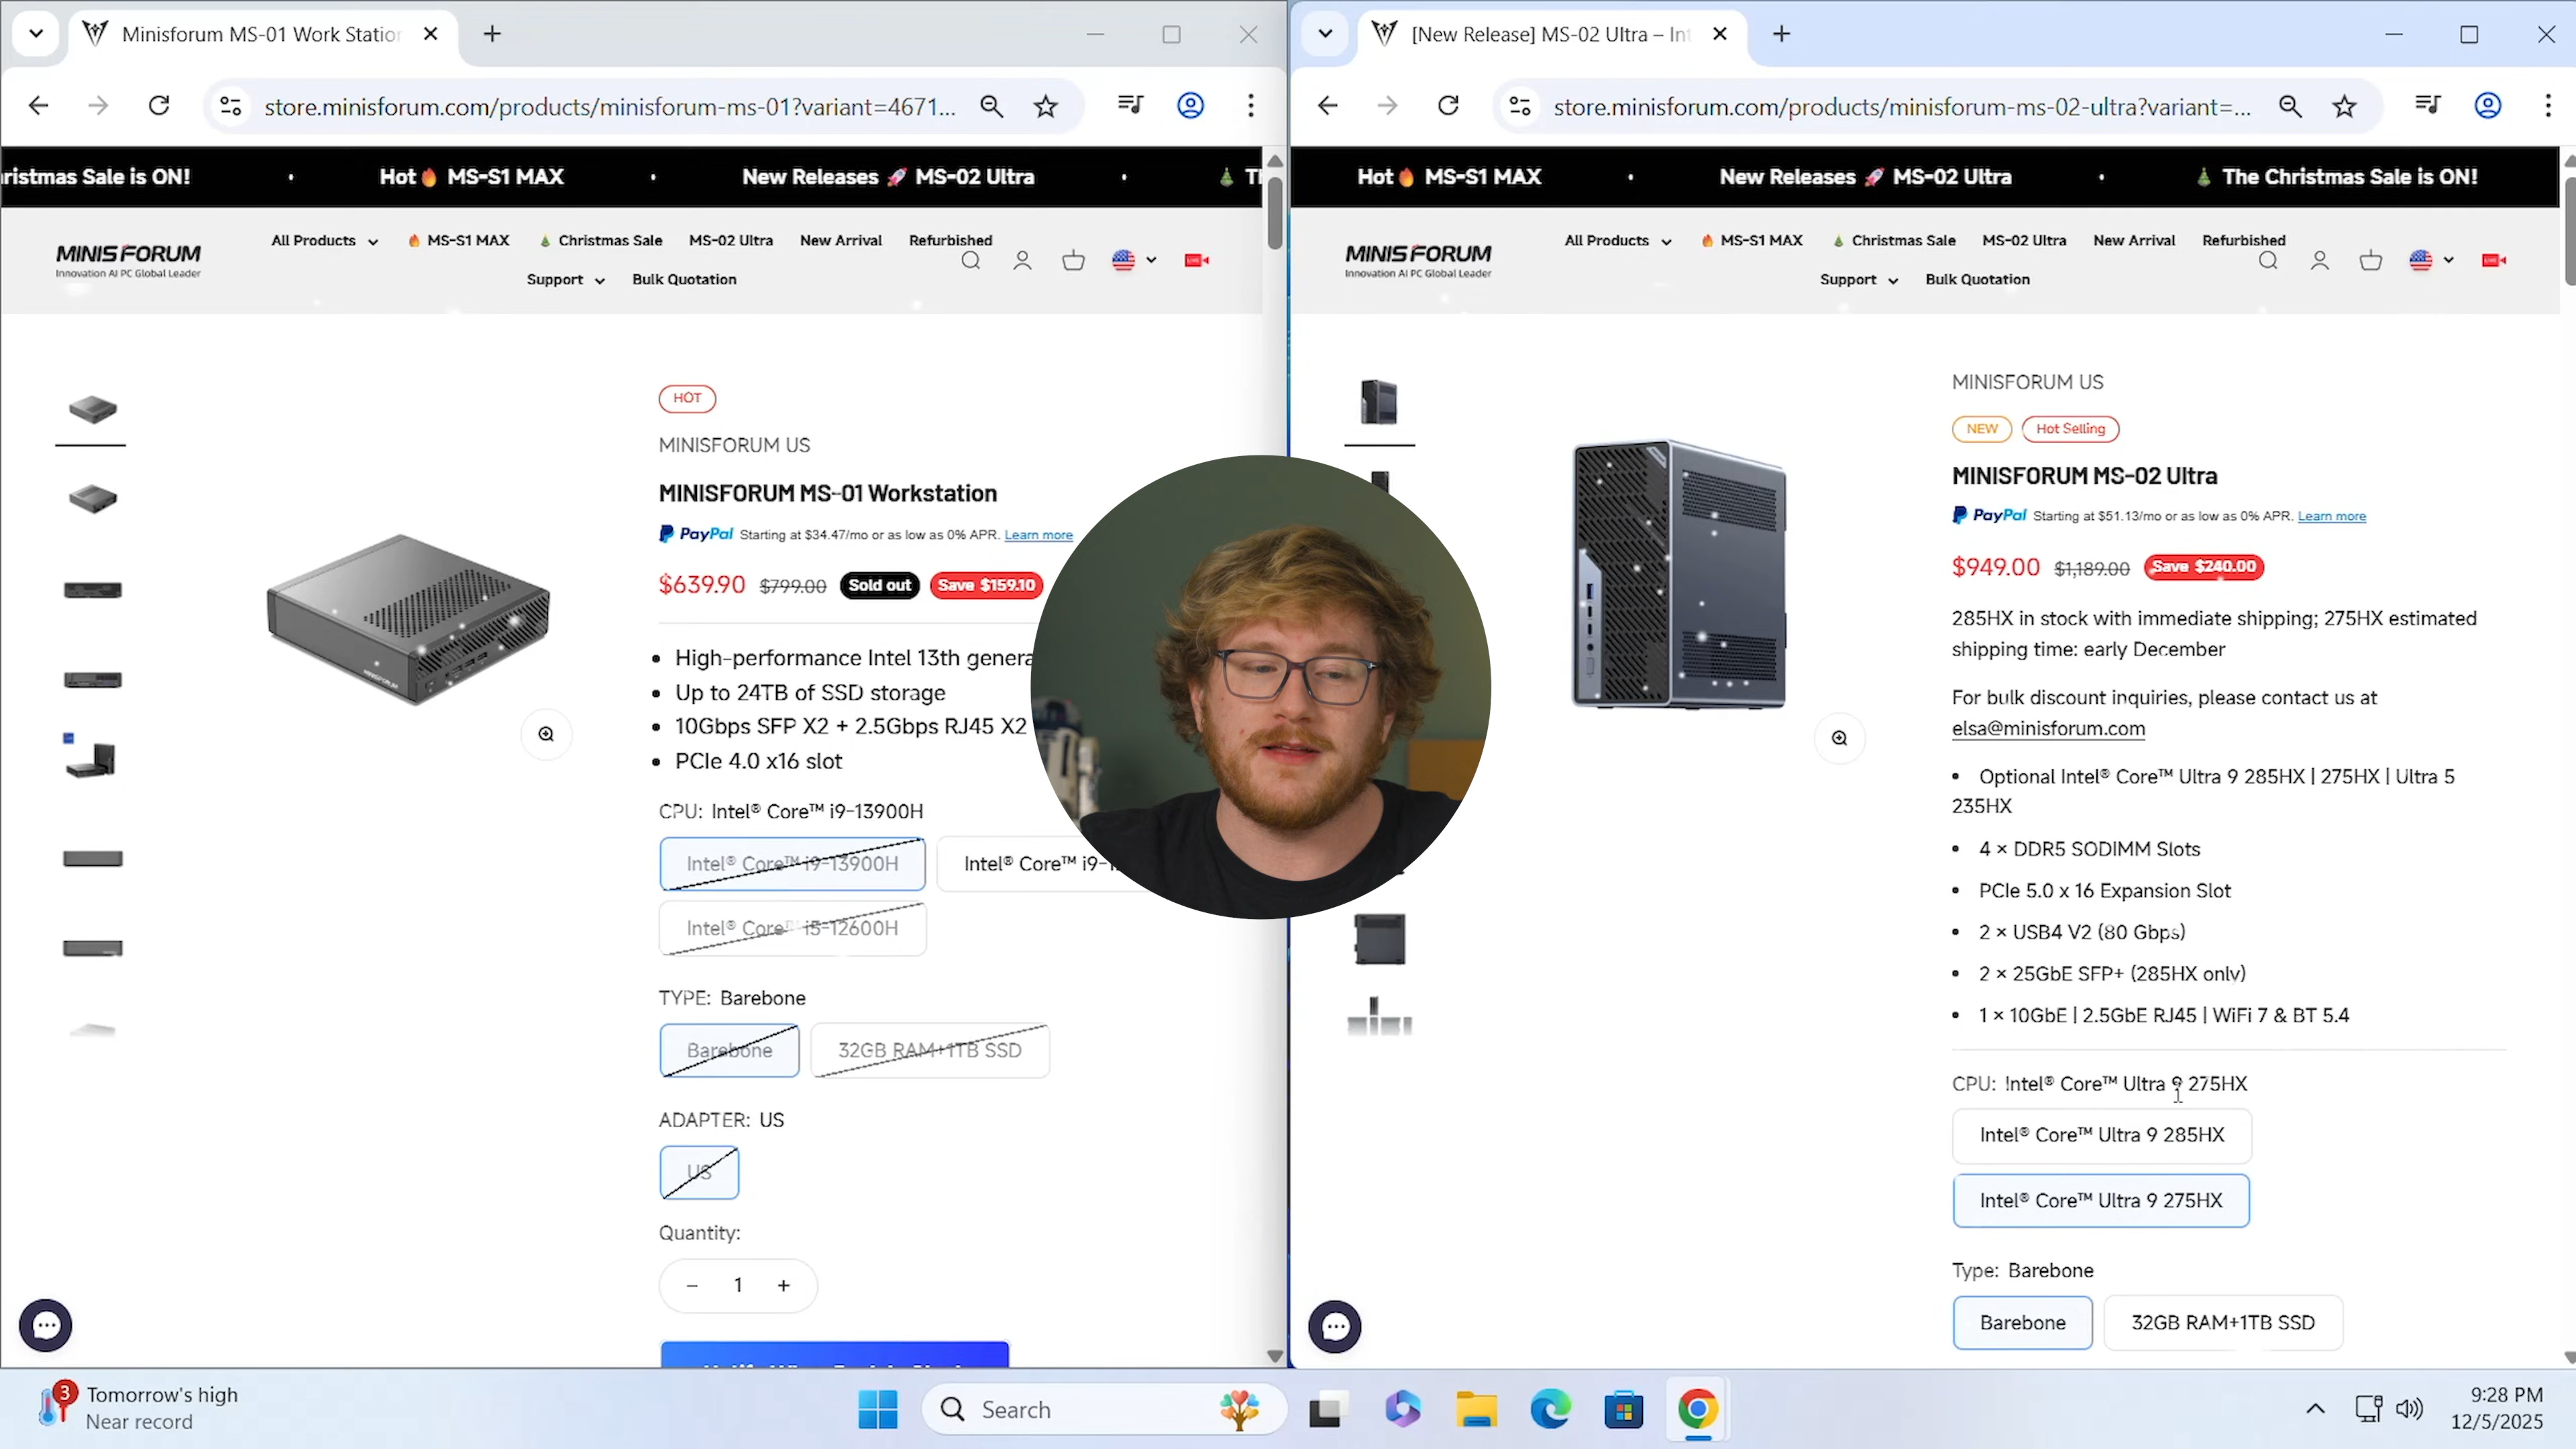 Minisforum MS-01 Work Station
store.minisforum.com/products/minisforum-ms-01?variant=4671...
ristmas Sale is ON! • Hot🔥 MS-S1 MAX • New Releases 🚀 MS-02 Ultra • 🎄 T
MINISFORUM
Innovation AI PC Global Leader
All Products 🔥 MS-S1 MAX 🎄 Christmas Sale MS-02 Ultra New Arrival Refurbished
Support Bulk Quotation
HOT
MINISFORUM US
MINISFORUM MS-01 Workstation
PayPal Starting at $34.47/mo or as low as 0% APR. Learn more
$639.90 $799.00 Sold out Save $159.10
• High-performance Intel 13th genera
• Up to 24TB of SSD storage
• 10Gbps SFP X2 + 2.5Gbps RJ45 X2
• PCIe 4.0 x16 slot
CPU: Intel® Core™ i9-13900H
Intel® Core™ i9-13900H Intel® Core™ i9-1
Intel® Core™ i5-12600H
TYPE: Barebone
Barebone 32GB RAM+1TB SSD
ADAPTER: US
US
Quantity:
− 1 +
[New Release] MS-02 Ultra – Int
store.minisforum.com/products/minisforum-ms-02-ultra?variant=...
Hot🔥 MS-S1 MAX • New Releases 🚀 MS-02 Ultra • 🎄 The Christmas Sale is ON!
MINISFORUM
Innovation AI PC Global Leader
All Products 🔥 MS-S1 MAX 🎄 Christmas Sale MS-02 Ultra New Arrival Refurbished
Support Bulk Quotation
MINISFORUM US
NEW Hot Selling
MINISFORUM MS-02 Ultra
PayPal Starting at $51.13/mo or as low as 0% APR. Learn more
$949.00 $1,189.00 Save $240.00
285HX in stock with immediate shipping; 275HX estimated
shipping time: early December
For bulk discount inquiries, please contact us at
elsa@minisforum.com
• Optional Intel® Core™ Ultra 9 285HX | 275HX | Ultra 5
235HX
• 4 × DDR5 SODIMM Slots
• PCIe 5.0 x 16 Expansion Slot
• 2 × USB4 V2 (80 Gbps)
• 2 × 25GbE SFP+ (285HX only)
• 1 × 10GbE | 2.5GbE RJ45 | WiFi 7 & BT 5.4
CPU: Intel® Core™ Ultra 9 275HX
Intel® Core™ Ultra 9 285HX
Intel® Core™ Ultra 9 275HX
Type: Barebone
Barebone 32GB RAM+1TB SSD
3
Tomorrow's high
Near record
Search
9:28 PM
12/5/2025